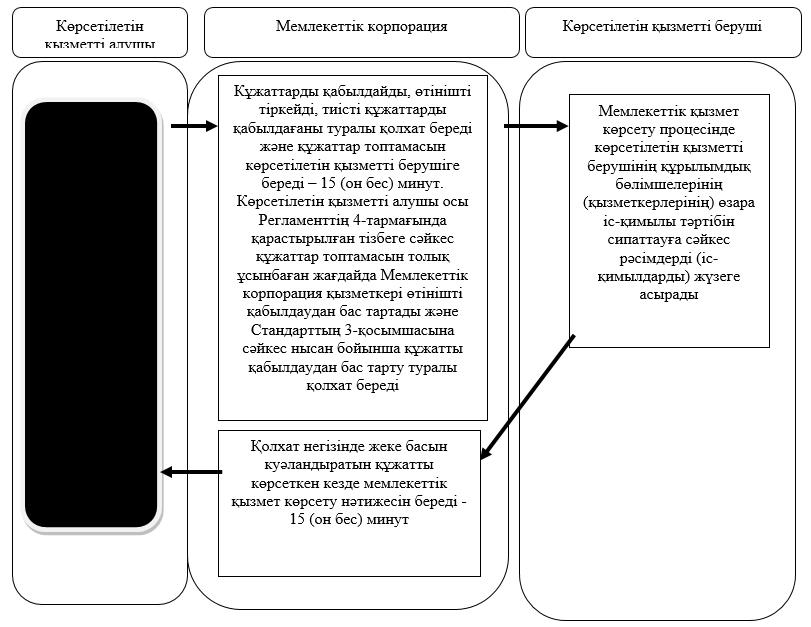 Көрсетілетін
қызметті алушы
Мемлекеттік корпорация
Көрсетілетін қызметті беруші
Құжаттарды қабылдайды, өтінішті
тіркейді, тиісті құжаттарды
қабылдағаны туралы қолхат береді
және құжаттар топтамасын
көрсетілетін қызметті берушіге
береді – 15 (он бес) минут.
Көрсетілетін қызметті алушы осы
Регламенттің 4-тармағында
қарастырылған тізбеге сәйкес
құжаттар топтамасын толық
ұсынбаған жағдайда Мемлекеттік
корпорация қызметкері өтінішті
қабылдаудан бас тартады және
Стандарттың 3-қосымшасына
сәйкес нысан бойынша құжатты
қабылдаудан бас тарту туралы
қолхат береді
Мемлекеттік қызмет
көрсету процесінде
көрсетілетін қызметті
берушінің құрылымдық
бөлімшелерінің
(қызметкерлерінің) өзара
іс-қимылы тәртібін
сипаттауға сәйкес
рәсімдерді (іс-
қимылдарды) жүзеге
асырады
Қолхат негізінде жеке басын
куәландыратын құжатты
көрсеткен кезде мемлекеттік
қызмет көрсету нәтижесін береді -
15 (он бес) минут